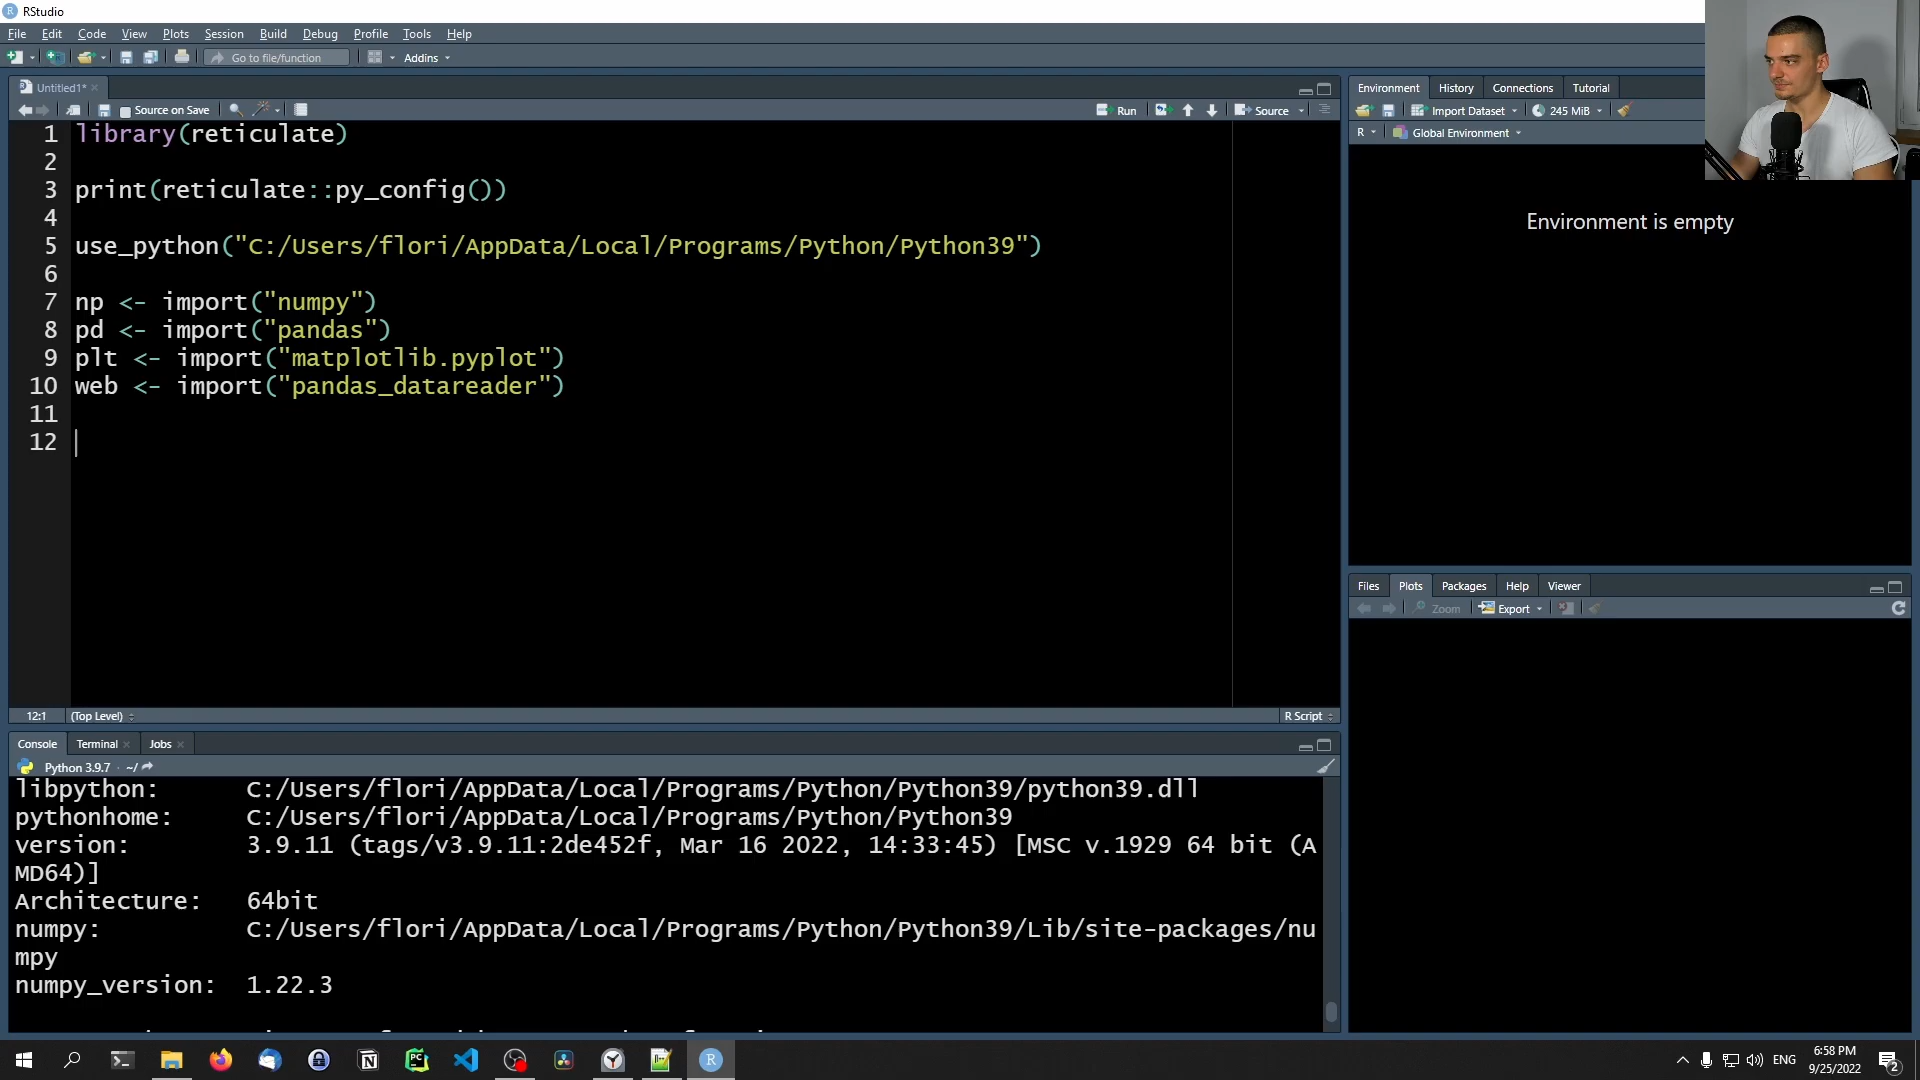 RStudio
File Edit Code View Plots Session Build Debug Profile Tools Help
Go to file/function Addins
Untitled1*
Source on Save Run Source
1 library(reticulate)
2
3 print(reticulate::py_config())
4
5 use_python("C:/Users/flori/AppData/Local/Programs/Python/Python39")
6
7 np <- import("numpy")
8 pd <- import("pandas")
9 plt <- import("matplotlib.pyplot")
10 web <- import("pandas_datareader")
11
12
12:1 (Top Level) R Script
Console Terminal Jobs
Python 3.9.7 · ~/
libpython: C:/Users/flori/AppData/Local/Programs/Python/Python39/python39.dll
pythonhome: C:/Users/flori/AppData/Local/Programs/Python/Python39
version: 3.9.11 (tags/v3.9.11:2de452f, Mar 16 2022, 14:33:45) [MSC v.1929 64 bit (A
MD64)]
Architecture: 64bit
numpy: C:/Users/flori/AppData/Local/Programs/Python/Python39/Lib/site-packages/nu
mpy
numpy_version: 1.22.3
Environment History Connections Tutorial
Import Dataset 245 MiB
R Global Environment
Environment is empty
Files Plots Packages Help Viewer
Zoom Export
ENG
6:58 PM
9/25/2022
2